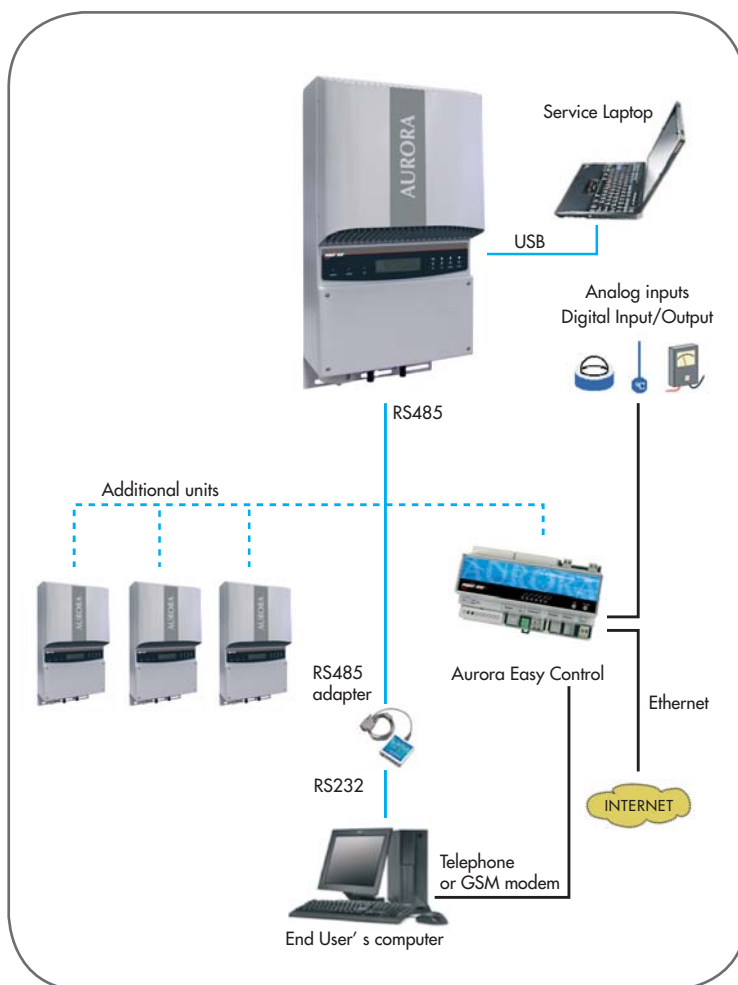 Service Laptop
AURORA
USB
Analog inputs
Digital Input/Output
°C
RS485
Additional units
AURORA
AURORA
AURORA
AURORA
RS485
adapter
Aurora Easy Control
Ethernet
RS232
INTERNET
Telephone
or GSM modem
End User’ s computer